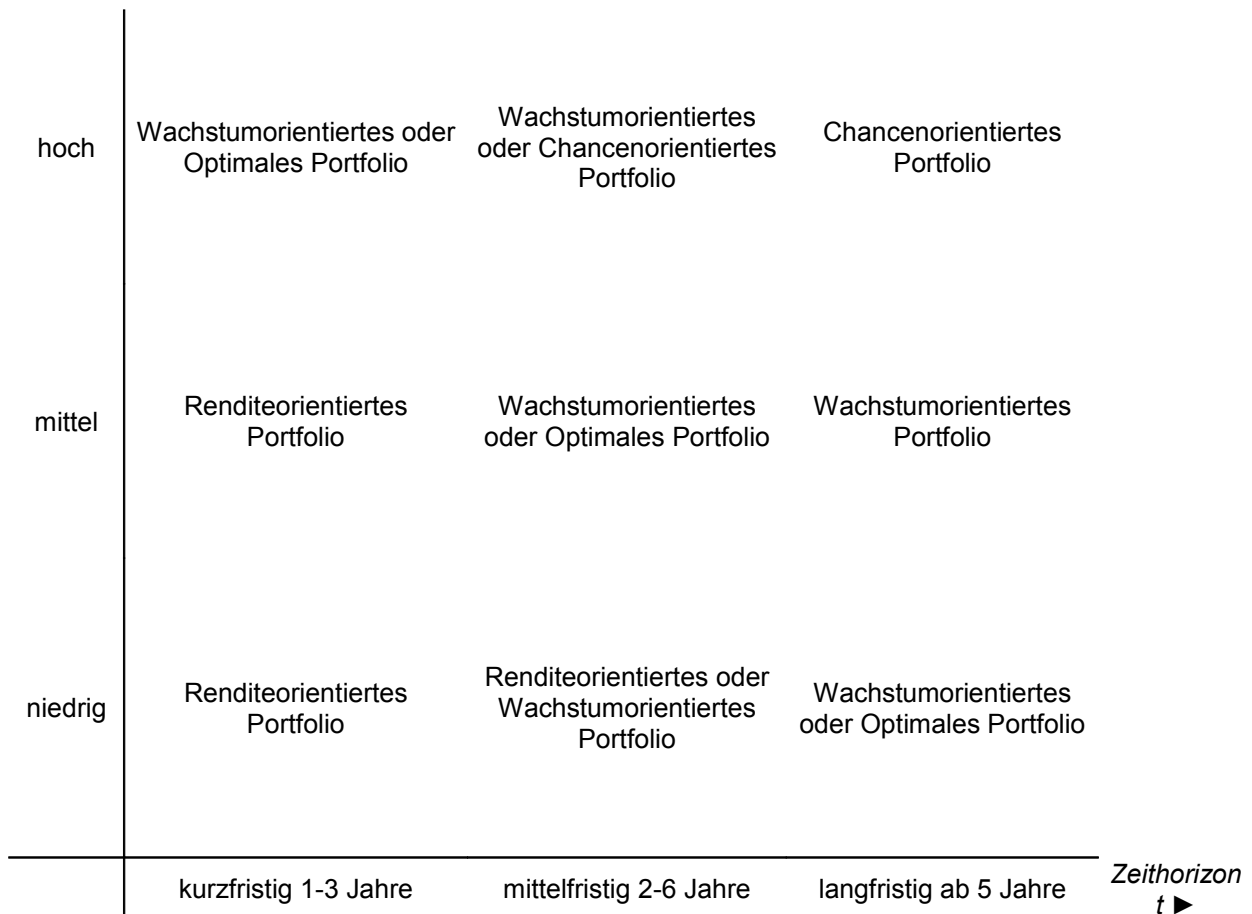 hoch
Wachstumorientiertes oder
Optimales Portfolio
Wachstumorientiertes
oder Chancenorientiertes
Portfolio
Chancenorientiertes
Portfolio
mittel
Renditeorientiertes
Portfolio
Wachstumorientiertes
oder Optimales Portfolio
Wachstumorientiertes
Portfolio
niedrig
Renditeorientiertes
Portfolio
Renditeorientiertes oder
Wachstumorientiertes
Portfolio
Wachstumorientiertes
oder Optimales Portfolio
kurzfristig 1-3 Jahre
mittelfristig 2-6 Jahre
langfristig ab 5 Jahre
Zeithorizon
t ►